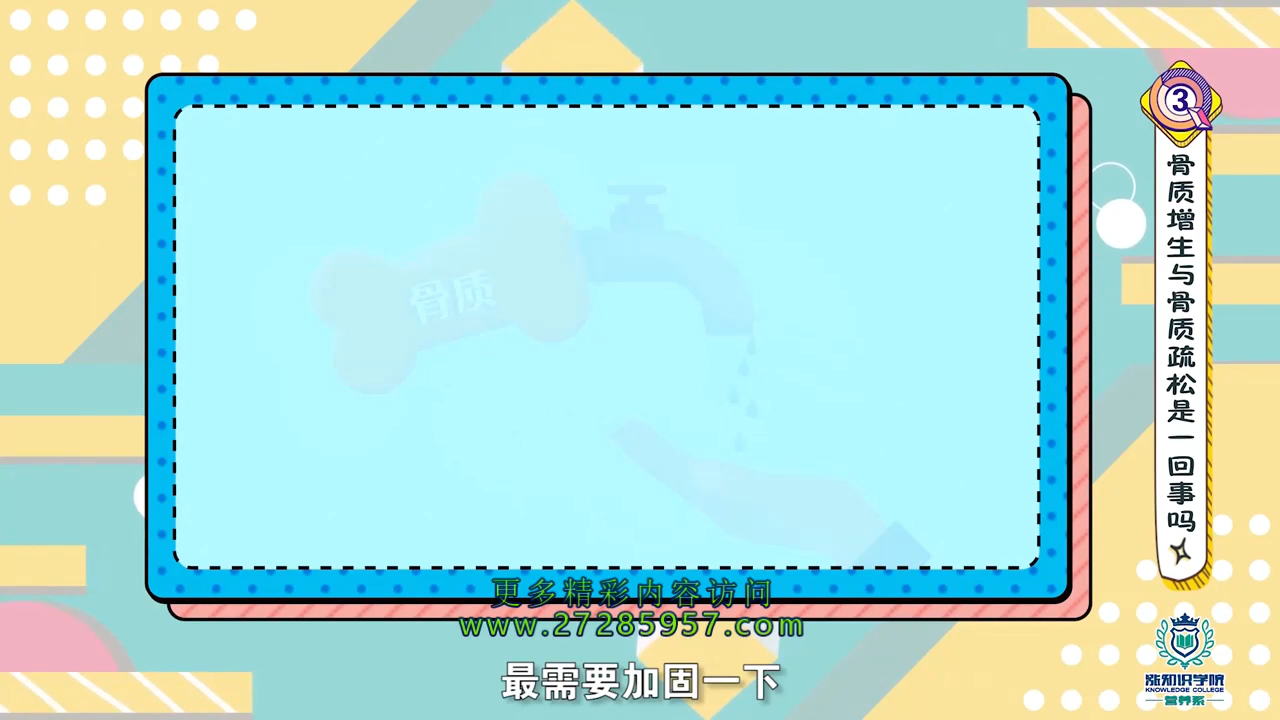 3
骨质增生与骨质疏松是一回事吗
骨质
更多精彩内容访问
www.27285957.com
最需要加固一下
涨知识学院
KNOWLEDGE COLLEGE
营养系